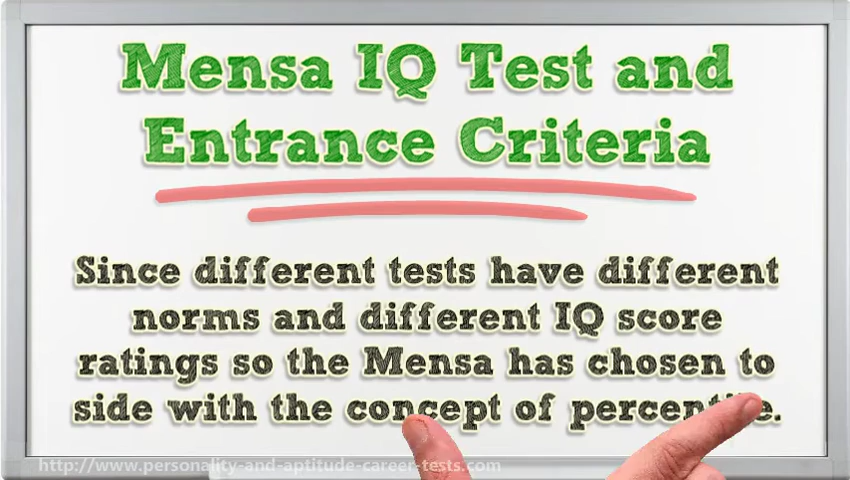 Mensa IQ Test and
Entrance Criteria
Since different tests have different
norms and different IQ score
ratings so the Mensa has chosen to
side with the concept of percentile.
http://www.personality-and-aptitude-career-tests.com